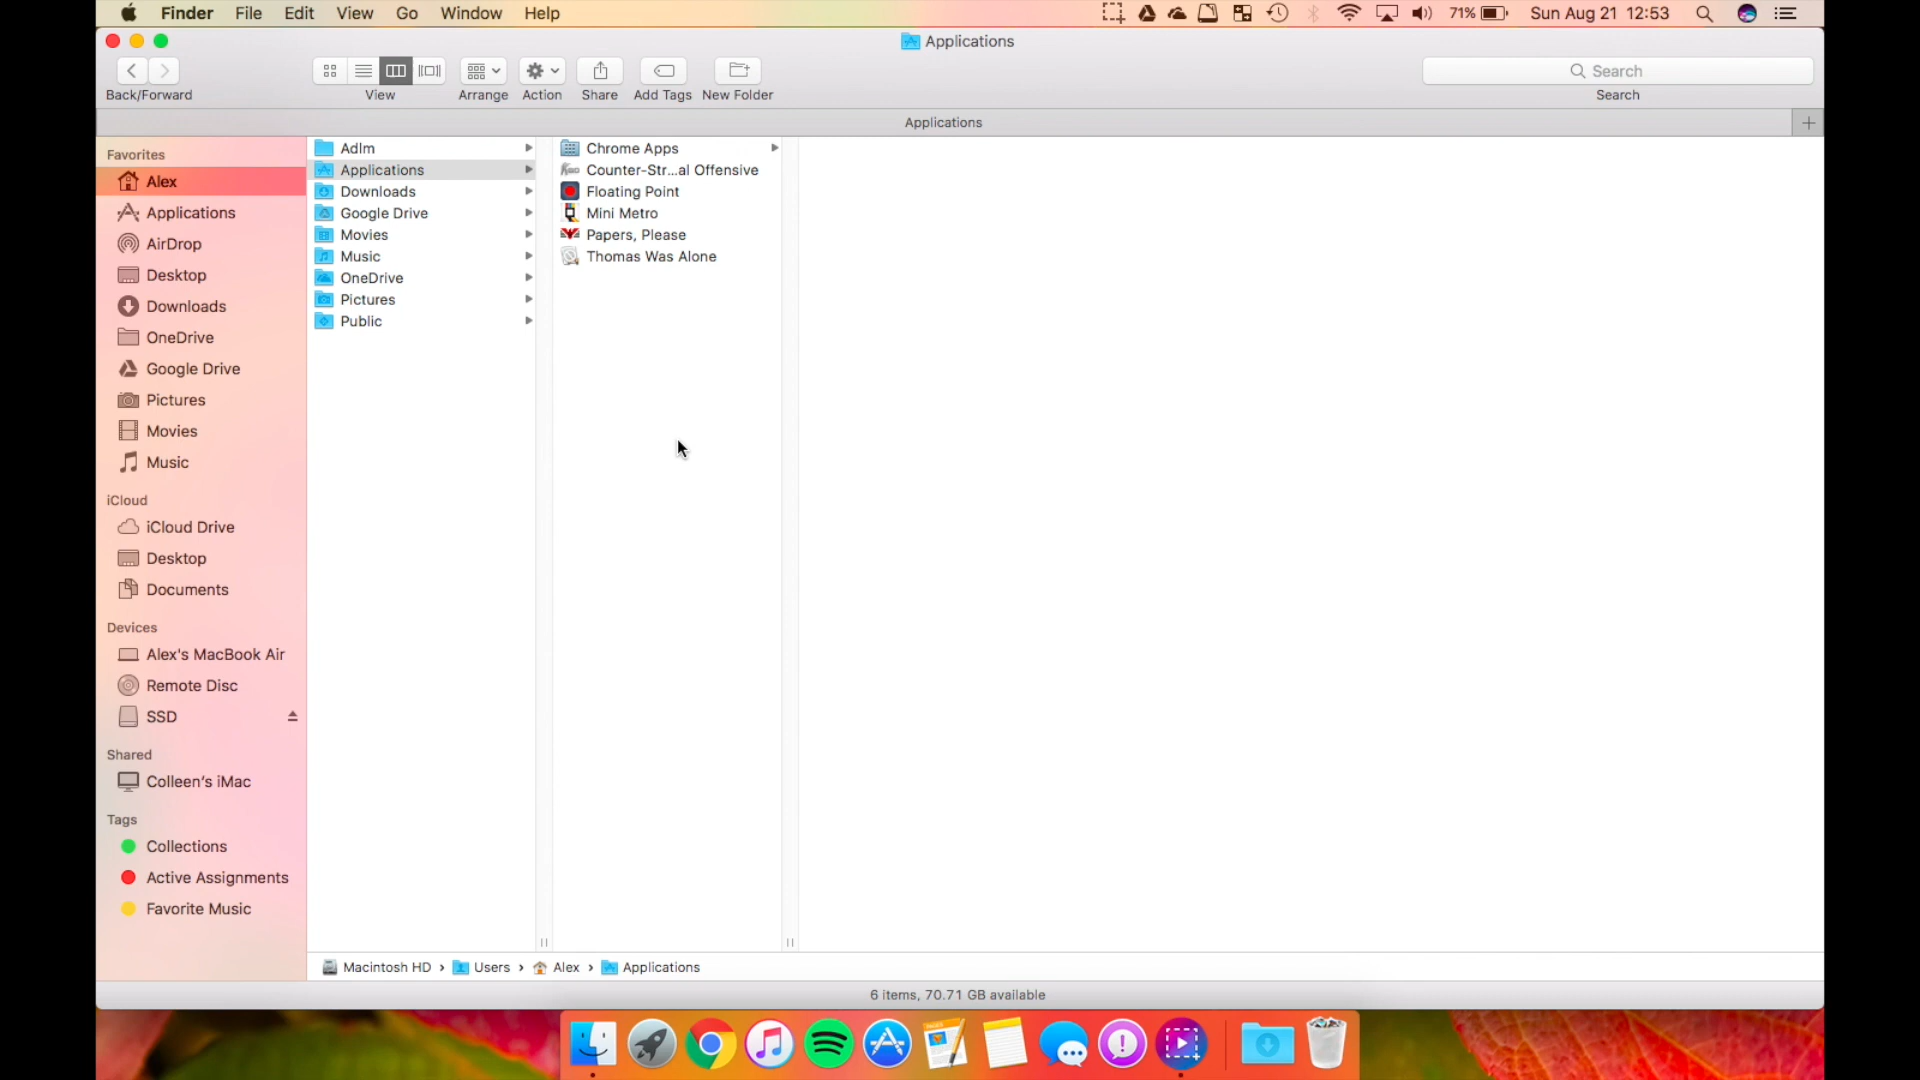 Finder File Edit View Go Window Help 71% Sun Aug 21 12:53
Applications
Search
Back/Forward View Arrange Action Share Add Tags New Folder Search
Applications
Favorites
Alex
Applications
AirDrop
Desktop
Downloads
OneDrive
Google Drive
Pictures
Movies
Music
iCloud
iCloud Drive
Desktop
Documents
Devices
Alex's MacBook Air
Remote Disc
SSD
Shared
Colleen's iMac
Tags
Collections
Active Assignments
Favorite Music
Adlm
Applications
Downloads
Google Drive
Movies
Music
OneDrive
Pictures
Public
Chrome Apps
Counter-Str...al Offensive
Floating Point
Mini Metro
Papers, Please
Thomas Was Alone
Macintosh HD › Users › Alex › Applications
6 items, 70.71 GB available